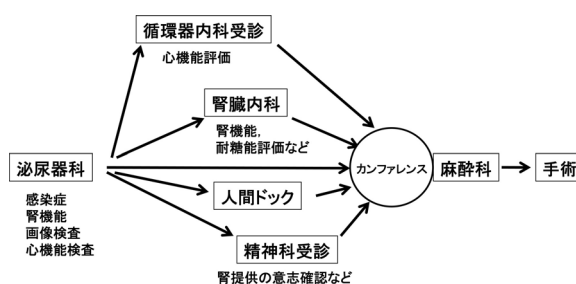 循環器内科受診
心機能評価
腎臓内科
腎機能,
耐糖能評価など
泌尿器科
感染症
腎機能
画像検査
心機能検査
カンファレンス
麻酔科
手術
人間ドック
精神科受診
腎提供の意志確認など